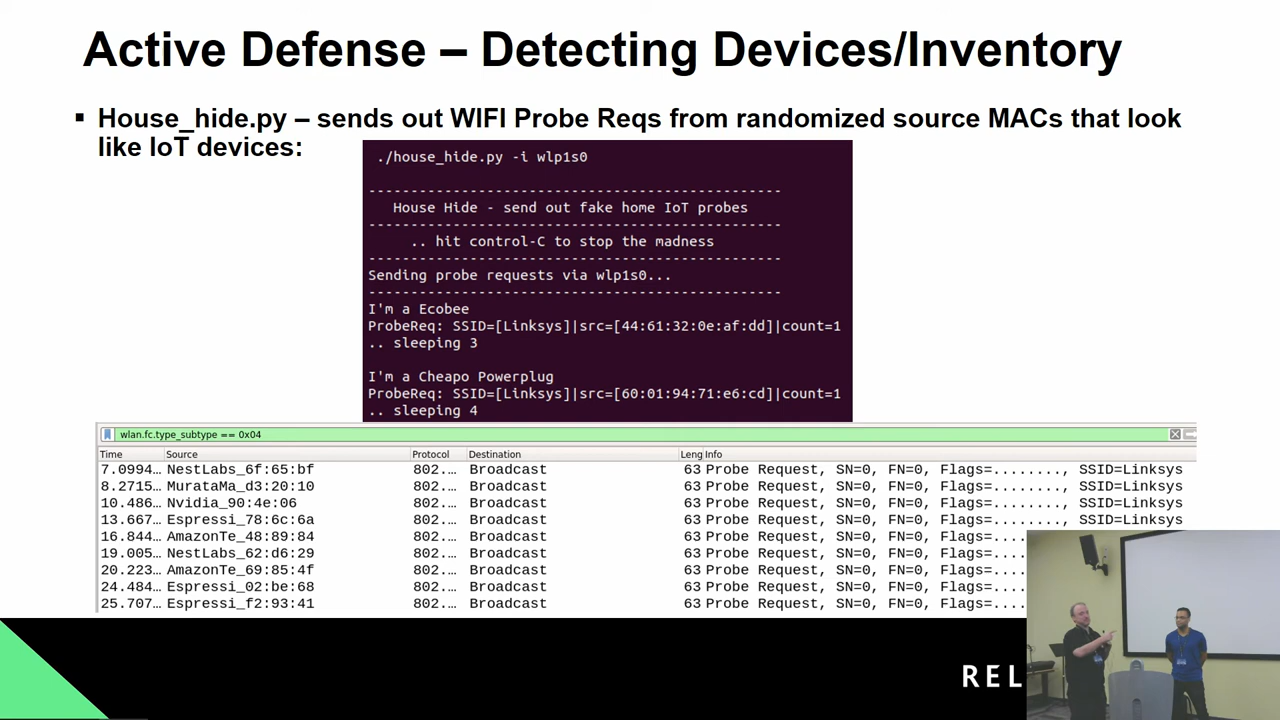 Active Defense – Detecting Devices/Inventory
▪ House_hide.py – sends out WIFI Probe Reqs from randomized source MACs that look
like IoT devices:
./house_hide.py -i wlp1s0
-------------------------------------------------
House Hide - send out fake home IoT probes
-------------------------------------------------
.. hit control-C to stop the madness
-------------------------------------------------
Sending probe requests via wlp1s0...
-------------------------------------------------
I'm a Ecobee
ProbeReq: SSID=[Linksys]|src=[44:61:32:0e:af:dd]|count=1
.. sleeping 3
I'm a Cheapo Powerplug
ProbeReq: SSID=[Linksys]|src=[60:01:94:71:e6:cd]|count=1
.. sleeping 4
wlan.fc.type_subtype == 0x04
Time Source Protocol Destination Leng Info
7.0994… NestLabs_6f:65:bf 802.… Broadcast 63 Probe Request, SN=0, FN=0, Flags=........, SSID=Linksys
8.2715… MurataMa_d3:20:10 802.… Broadcast 63 Probe Request, SN=0, FN=0, Flags=........, SSID=Linksys
10.486… Nvidia_90:4e:06 802.… Broadcast 63 Probe Request, SN=0, FN=0, Flags=........, SSID=Linksys
13.667… Espressi_78:6c:6a 802.… Broadcast 63 Probe Request, SN=0, FN=0, Flags=........, SSID=Linksys
16.844… AmazonTe_48:89:84 802.… Broadcast 63 Probe Request, SN=0, FN=0, Flags=....
19.005… NestLabs_62:d6:29 802.… Broadcast 63 Probe Request, SN=0, FN=0, Flags=....
20.223… AmazonTe_69:85:4f 802.… Broadcast 63 Probe Request, SN=0, FN=0, Flags=....
24.484… Espressi_02:be:68 802.… Broadcast 63 Probe Request, SN=0, FN=0, Flags=....
25.707… Espressi_f2:93:41 802.… Broadcast 63 Probe Request, SN=0, FN=0, Flags=....
REL